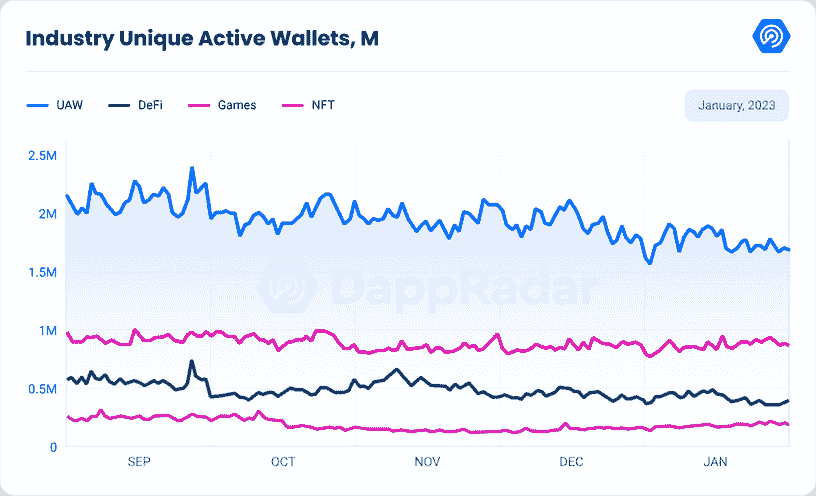 Industry Unique Active Wallets, M
UAW DeFi Games NFT
January, 2023
2.5M
2M
1.5M
DappRadar
1M
0.5M
0
SEP OCT NOV DEC JAN